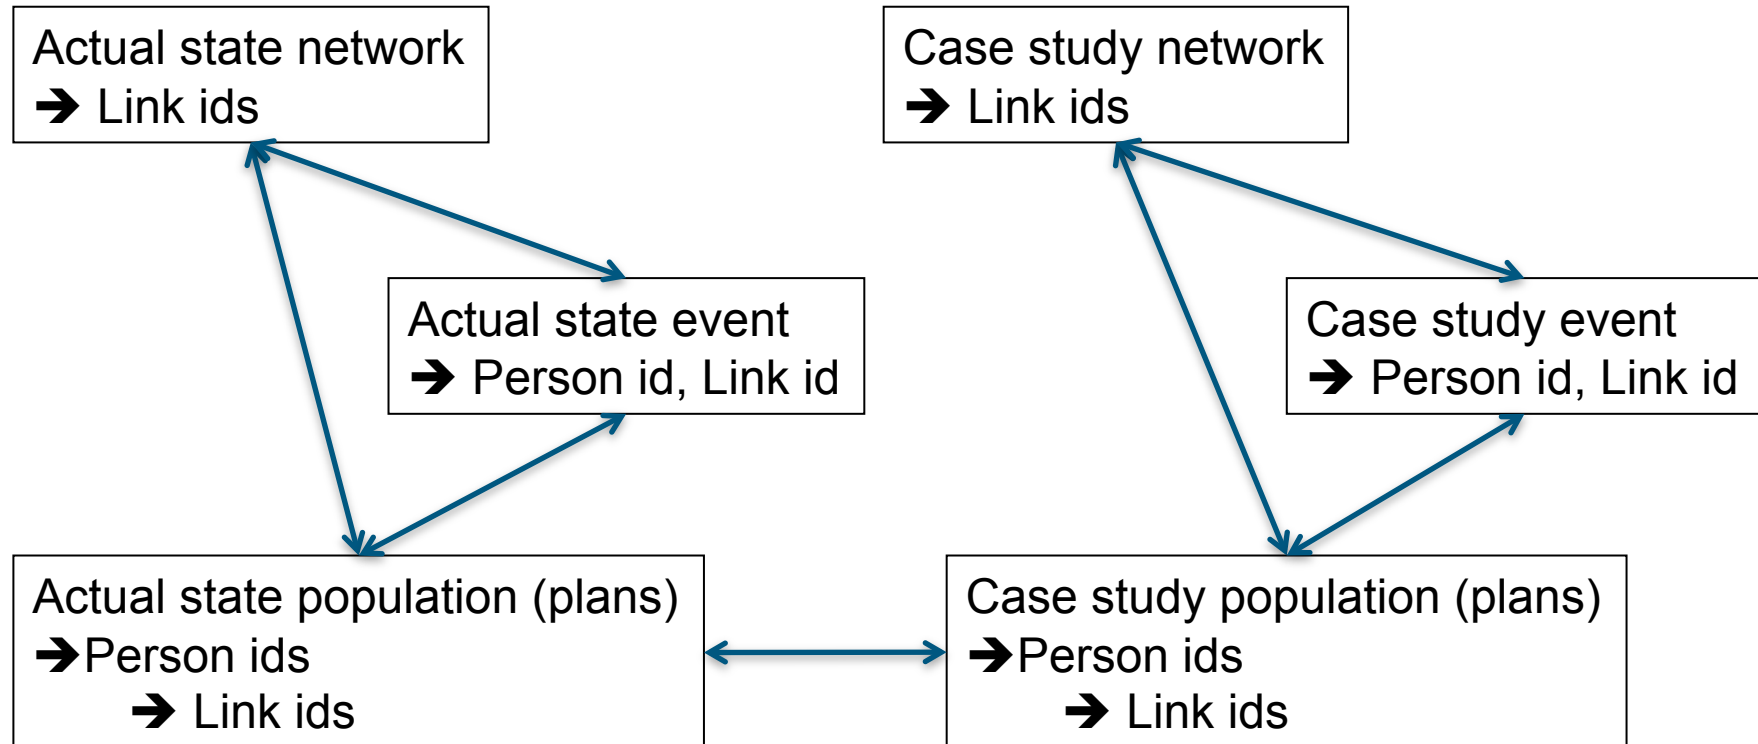 Actual state network
➔ Link ids
Case study network
➔ Link ids
Actual state event
➔ Person id, Link id
Case study event
➔ Person id, Link id
Actual state population (plans)
➔Person ids
➔ Link ids
Case study population (plans)
➔Person ids
➔ Link ids